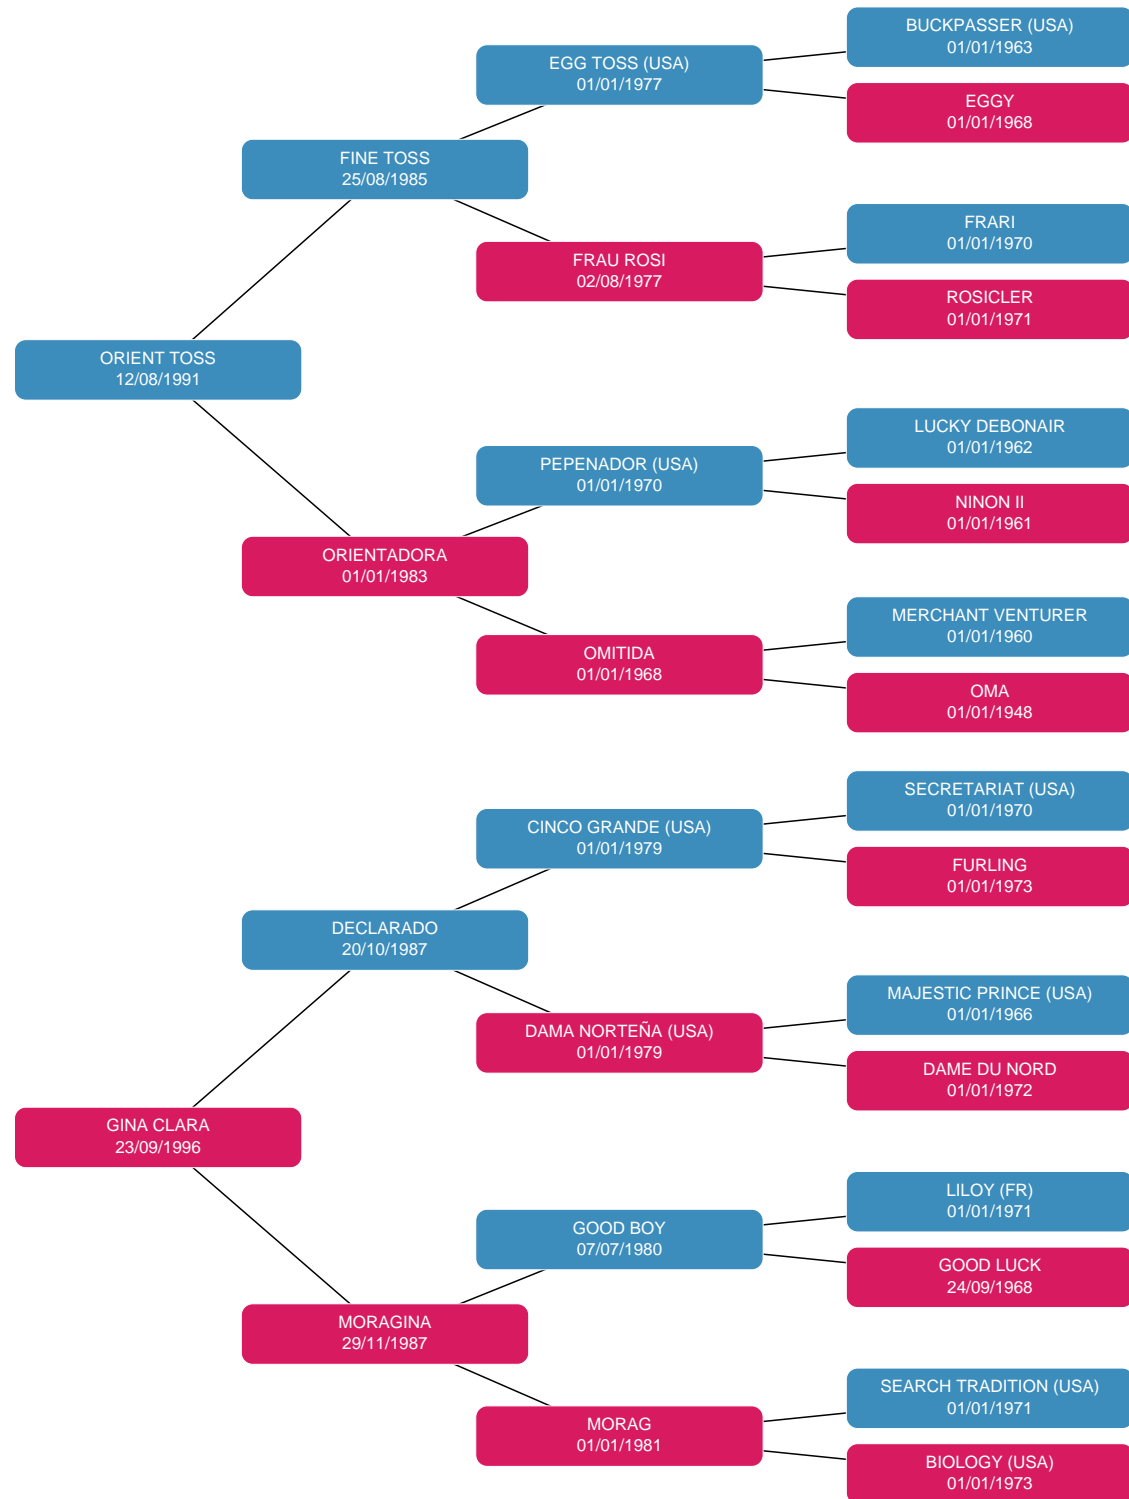 BUCKPASSER (USA)
01/01/1963
EGG TOSS (USA)
01/01/1977
EGGY
01/01/1968
FINE TOSS
25/08/1985
FRARI
01/01/1970
FRAU ROSI
02/08/1977
ROSICLER
01/01/1971
ORIENT TOSS
12/08/1991
LUCKY DEBONAIR
01/01/1962
PEPENADOR (USA)
01/01/1970
NINON II
01/01/1961
ORIENTADORA
01/01/1983
MERCHANT VENTURER
01/01/1960
OMITIDA
01/01/1968
OMA
01/01/1948
SECRETARIAT (USA)
01/01/1970
CINCO GRANDE (USA)
01/01/1979
FURLING
01/01/1973
DECLARADO
20/10/1987
MAJESTIC PRINCE (USA)
01/01/1966
DAMA NORTEÑA (USA)
01/01/1979
DAME DU NORD
01/01/1972
GINA CLARA
23/09/1996
LILOY (FR)
01/01/1971
GOOD BOY
07/07/1980
GOOD LUCK
24/09/1968
MORAGINA
29/11/1987
SEARCH TRADITION (USA)
01/01/1971
MORAG
01/01/1981
BIOLOGY (USA)
01/01/1973